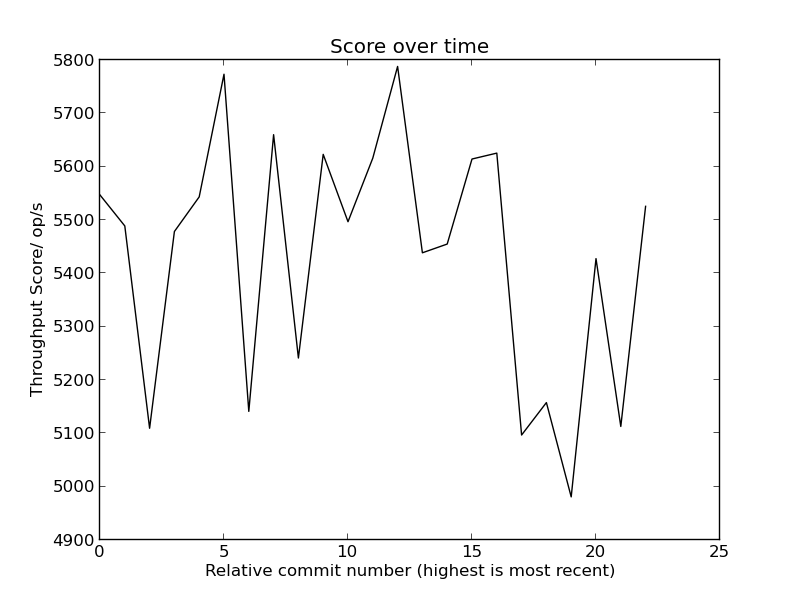 Score over time
Throughput Score/ op/s
5800
5700
5600
5500
5400
5300
5200
5100
5000
4900
0 5 10 15 20 25
Relative commit number (highest is most recent)